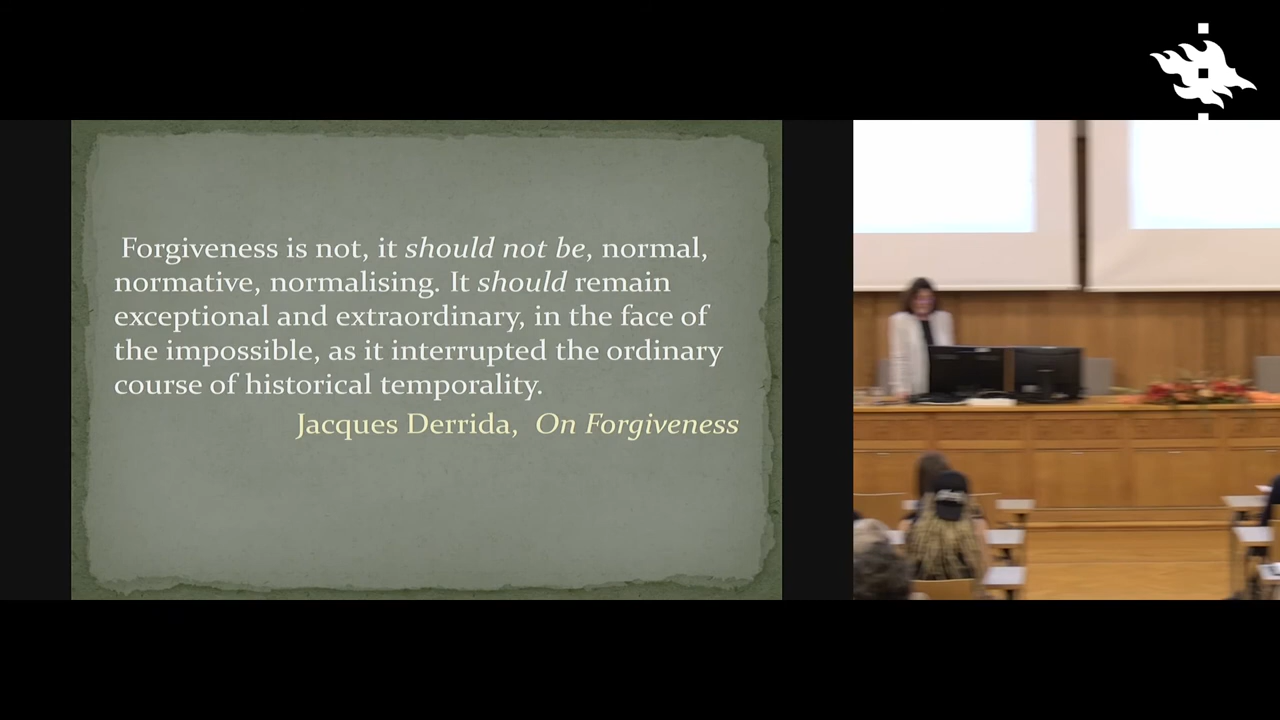 Forgiveness is not, it should not be, normal,
normative, normalising. It should remain
exceptional and extraordinary, in the face of
the impossible, as it interrupted the ordinary
course of historical temporality.
Jacques Derrida, On Forgiveness